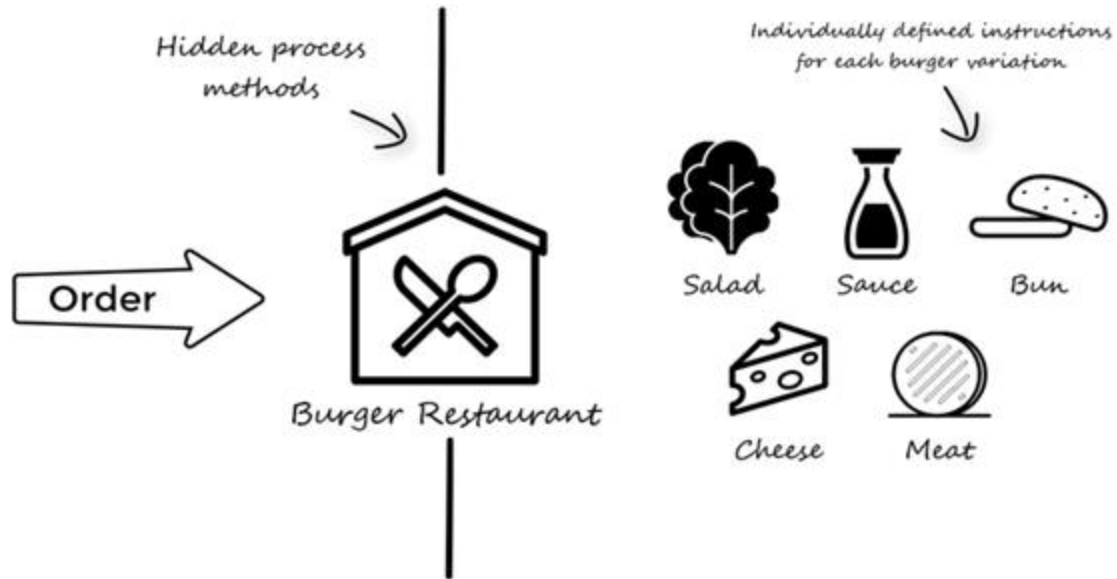 Hidden process
methods
Individually defined instructions
for each burger variation
Order
Burger Restaurant
Salad
Sauce
Bun
Cheese
Meat